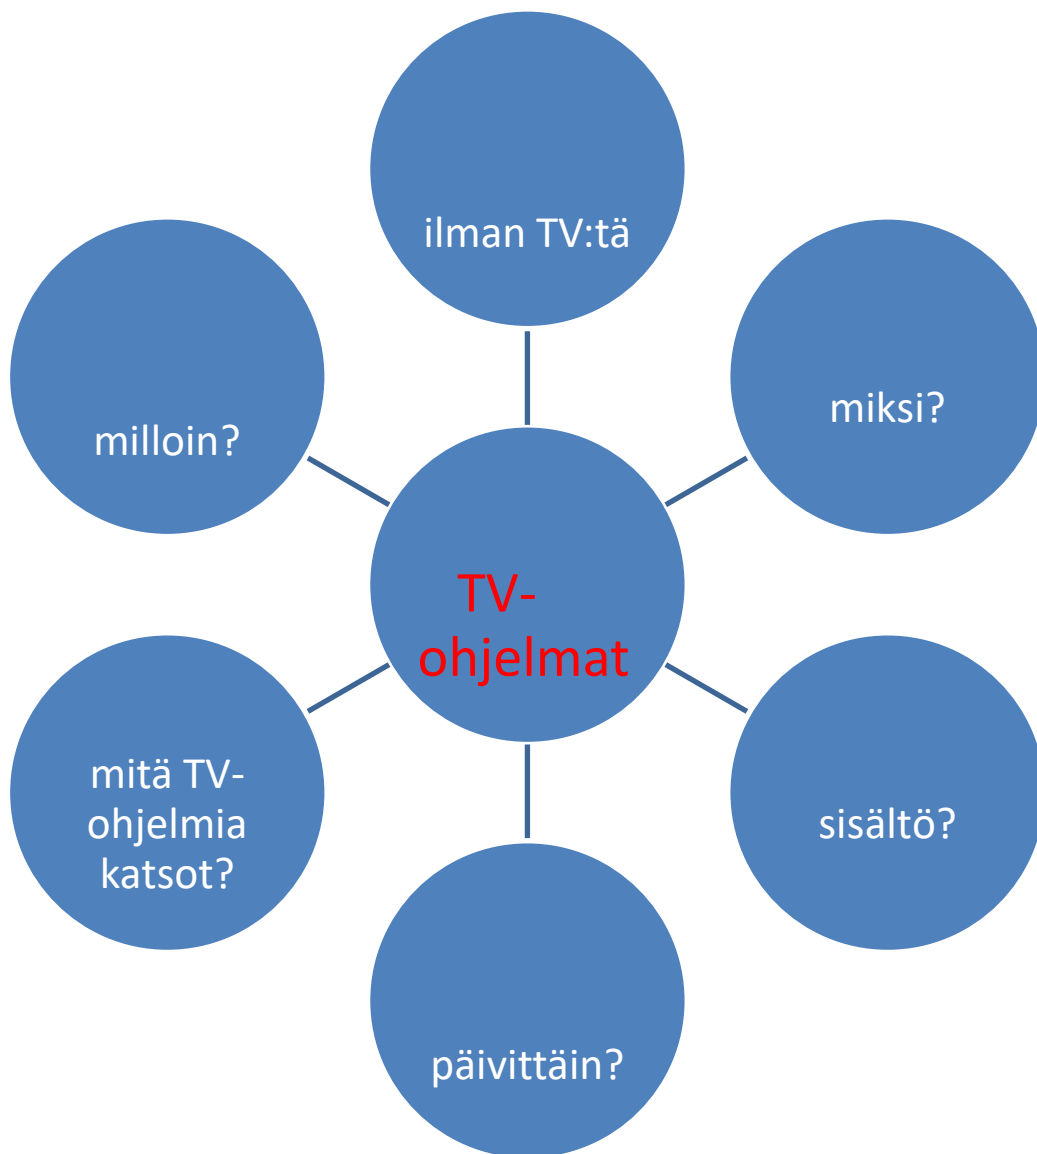 ilman TV:tä
miksi?
milloin?
TV-
ohjelmat
mitä TV-
ohjelmia
katsot?
sisältö?
päivittäin?